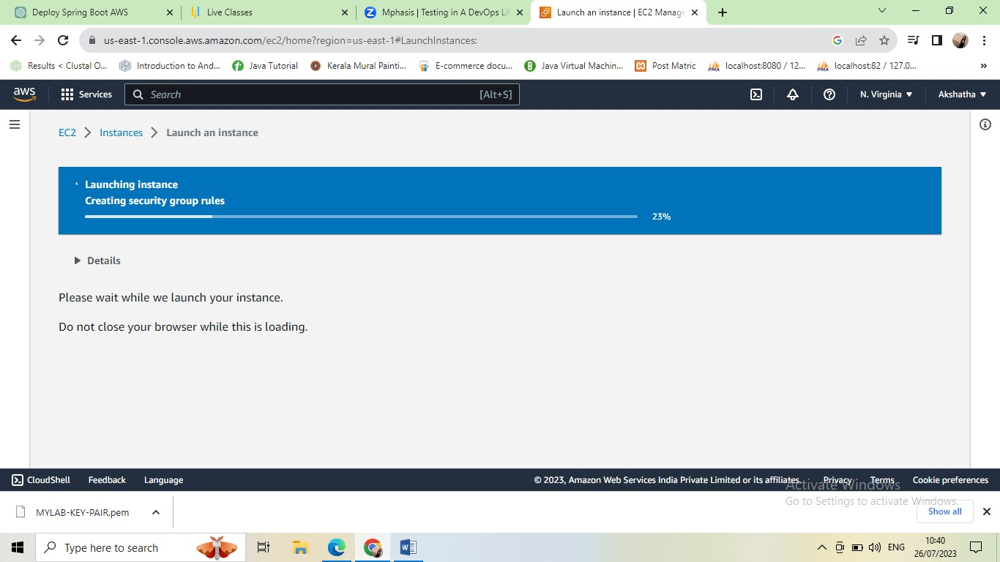 Deploy Spring Boot AWS
Live Classes
Mphasis | Testing in A DevOps Li
Launch an instance | EC2 Manage
us-east-1.console.aws.amazon.com/ec2/home?region=us-east-1#LaunchInstances:
Results < Clustal O...
Introduction to And...
Java Tutorial
Kerala Mural Painti...
E-commerce docu...
Java Virtual Machin...
Post Matric
localhost:8080 / 12...
localhost:82 / 127.0...
aws
Services
Search
[Alt+S]
N. Virginia
Akshatha
EC2
Instances
Launch an instance
Launching instance
Creating security group rules
23%
Details
Please wait while we launch your instance.
Do not close your browser while this is loading.
CloudShell
Feedback
Language
© 2023, Amazon Web Services India Private Limited or its affiliates.
Privacy
Terms
Cookie preferences
Activate Windows
Go to Settings to activate Windows.
MYLAB-KEY-PAIR.pem
Show all
Type here to search
ENG
10:40
26/07/2023